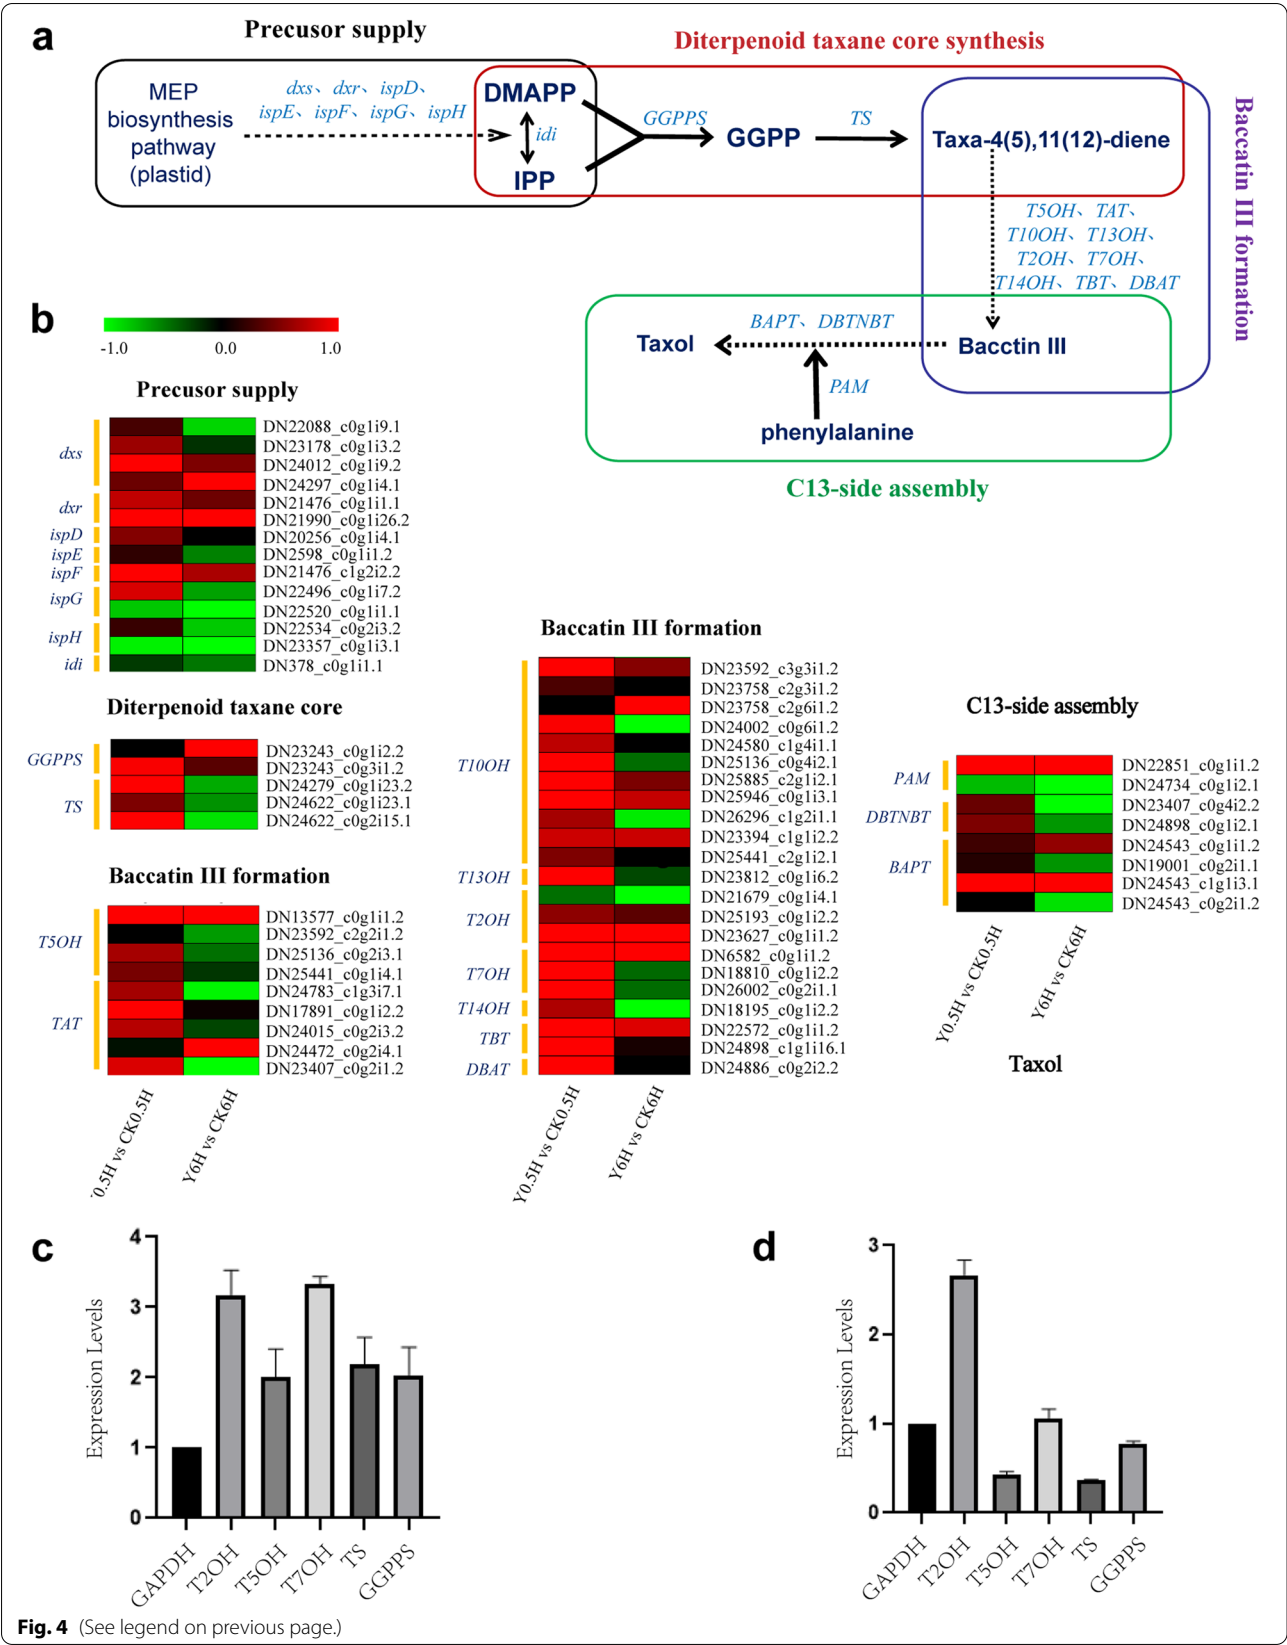 a
Precusor supply
Diterpenoid taxane core synthesis
MEP
biosynthesis
pathway
(plastid)
dxs、dxr、ispD、
ispE、ispF、ispG、ispH
DMAPP
idi
IPP
GGPPS
GGPP
TS
Taxa-4(5),11(12)-diene
Baccatin III formation
T5OH、TAT、
T10OH、T13OH、
T2OH、T7OH、
T14OH、TBT、DBAT
Taxol
BAPT、DBTNBT
Bacctin III
PAM
phenylalanine
C13-side assembly
b
-1.0 0.0 1.0
Precusor supply
dxs
dxr
ispD
ispE
ispF
ispG
ispH
idi
DN22088_c0g1i9.1
DN23178_c0g1i3.2
DN24012_c0g1i9.2
DN24297_c0g1i4.1
DN21476_c0g1i1.1
DN21990_c0g1i26.2
DN20256_c0g1i4.1
DN2598_c0g1i1.2
DN21476_c1g2i2.2
DN22496_c0g1i7.2
DN22520_c0g1i1.1
DN22534_c0g2i3.2
DN23357_c0g1i3.1
DN378_c0g1i1.1
Diterpenoid taxane core
GGPPS
TS
DN23243_c0g1i2.2
DN23243_c0g3i1.2
DN24279_c0g1i23.2
DN24622_c0g1i23.1
DN24622_c0g2i15.1
Baccatin III formation
T5OH
TAT
DN13577_c0g1i1.2
DN23592_c2g2i1.2
DN25136_c0g2i3.1
DN25441_c0g1i4.1
DN24783_c1g3i7.1
DN17891_c0g1i2.2
DN24015_c0g2i3.2
DN24472_c0g2i4.1
DN23407_c0g2i1.2
0.5H vs CK0.5H
Y6H vs CK6H
Baccatin III formation
T10OH
T13OH
T2OH
T7OH
T14OH
TBT
DBAT
DN23592_c3g3i1.2
DN23758_c2g3i1.2
DN23758_c2g6i1.2
DN24002_c0g6i1.2
DN24580_c1g4i1.1
DN25136_c0g4i2.1
DN25885_c2g1i2.1
DN25946_c0g1i3.1
DN26296_c1g2i1.1
DN23394_c1g1i2.2
DN25441_c2g1i2.1
DN23812_c0g1i6.2
DN21679_c0g1i4.1
DN25193_c0g1i2.2
DN23627_c0g1i1.2
DN6582_c0g1i1.2
DN18810_c0g1i2.2
DN26002_c0g2i1.1
DN18195_c0g1i2.2
DN22572_c0g1i1.2
DN24898_c1g1i16.1
DN24886_c0g2i2.2
Y0.5H vs CK0.5H
Y6H vs CK6H
C13-side assembly
PAM
DBTNBT
BAPT
DN22851_c0g1i1.2
DN24734_c0g1i2.1
DN23407_c0g4i2.2
DN24898_c0g1i2.1
DN24543_c0g1i1.2
DN19001_c0g2i1.1
DN24543_c1g1i3.1
DN24543_c0g2i1.2
Y0.5H vs CK0.5H
Y6H vs CK6H
Taxol
c
Expression Levels
4
3
2
1
0
GAPDH
T2OH
T5OH
T7OH
TS
GGPPS
d
Expression Levels
3
2
1
0
GAPDH
T2OH
T5OH
T7OH
TS
GGPPS
Fig. 4 (See legend on previous page.)